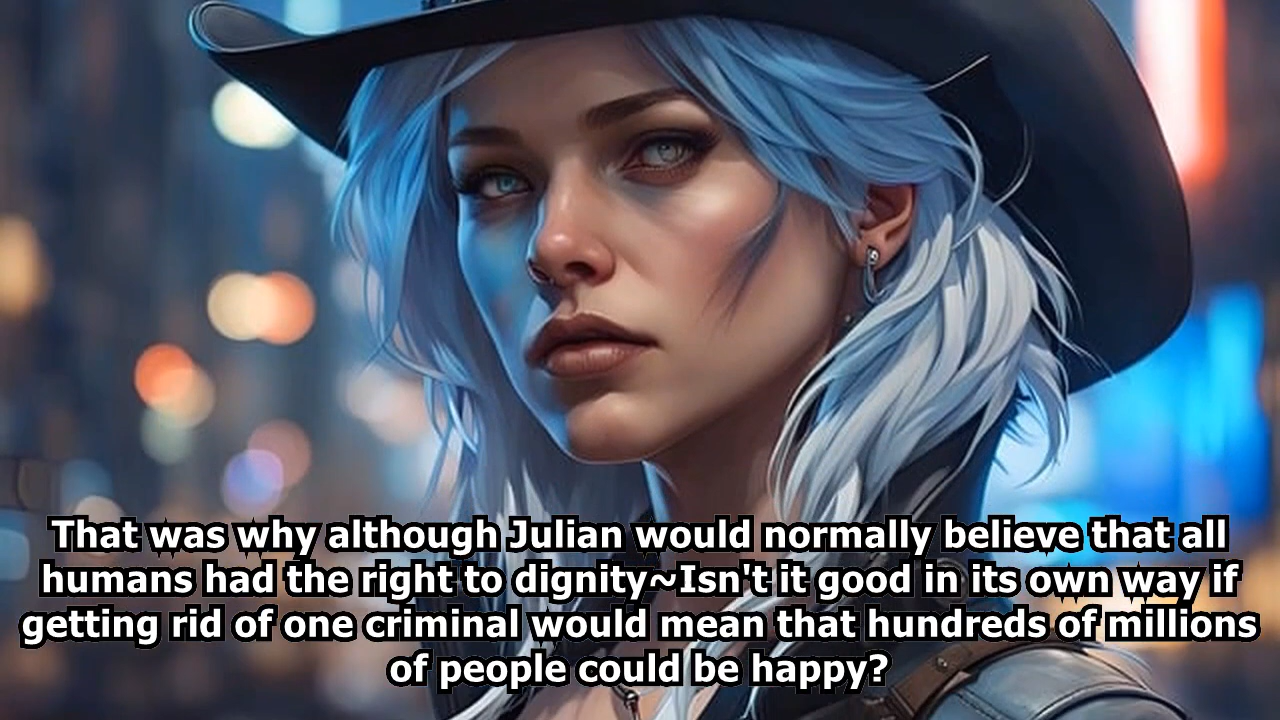 That was why although Julian would normally believe that all
humans had the right to dignity~Isn't it good in its own way if
getting rid of one criminal would mean that hundreds of millions
of people could be happy?